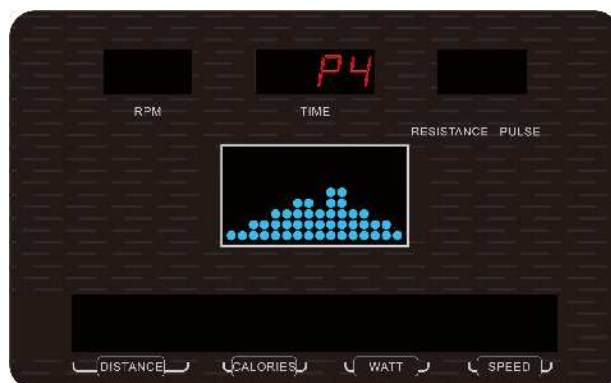 P4
RPM TIME
RESISTANCE PULSE
DISTANCE CALORIES WATT SPEED